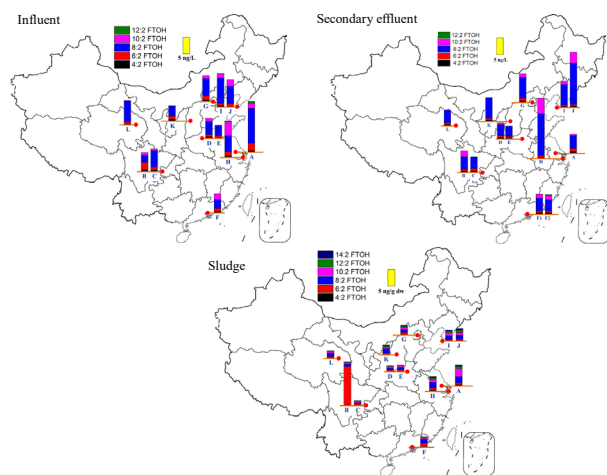 Influent
12:2 FTOH
10:2 FTOH
8:2 FTOH
6:2 FTOH
4:2 FTOH
5 ng/L
G
I
J
L
K
D
E
H
A
B
C
F
Secondary effluent
12:2 FTOH
10:2 FTOH
8:2 FTOH
6:2 FTOH
4:2 FTOH
5 ng/L
G
J
L
D
E
H
B
C
F1
F2
Sludge
14:2 FTOH
12:2 FTOH
10:2 FTOH
8:2 FTOH
6:2 FTOH
4:2 FTOH
5 ng/g dw
G
I
J
K
L
D
E
H
A
B
C
F